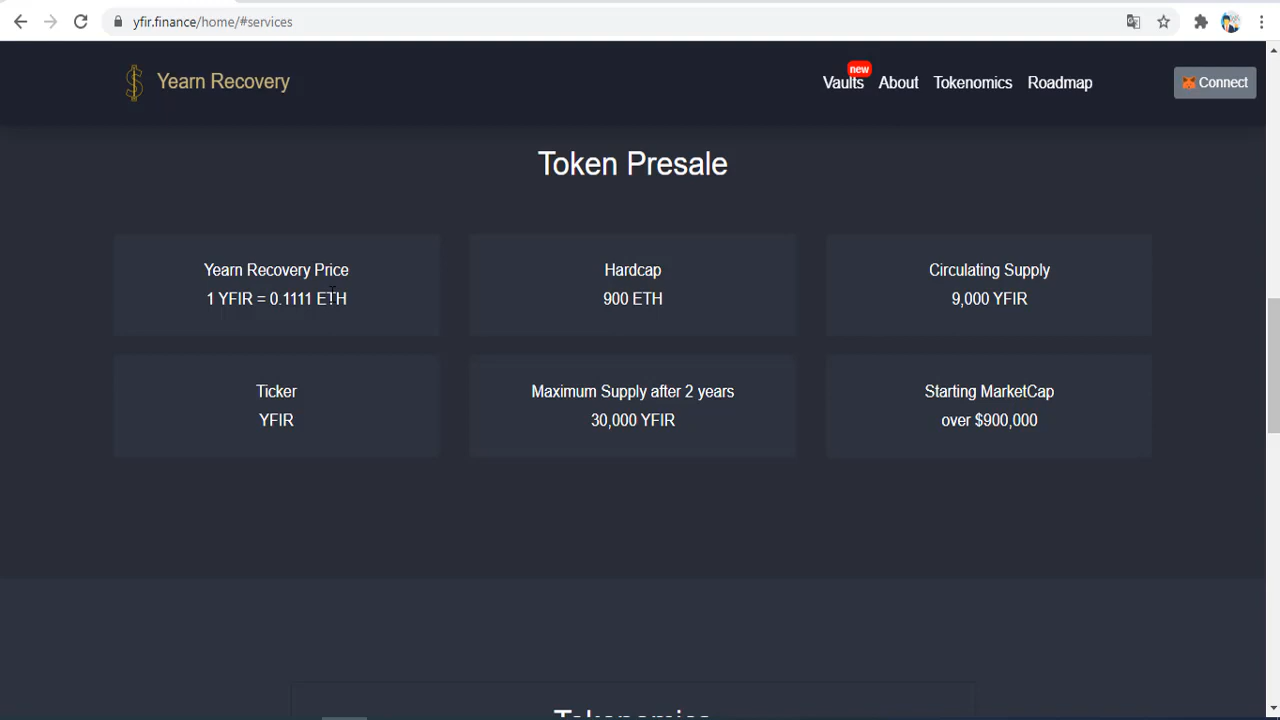 yfir.finance/home/#services
Yearn Recovery
Vaults
new
About
Tokenomics
Roadmap
Connect
Token Presale
Yearn Recovery Price
1 YFIR = 0.1111 ETH
Hardcap
900 ETH
Circulating Supply
9,000 YFIR
Ticker
YFIR
Maximum Supply after 2 years
30,000 YFIR
Starting MarketCap
over $900,000
Tokenomics